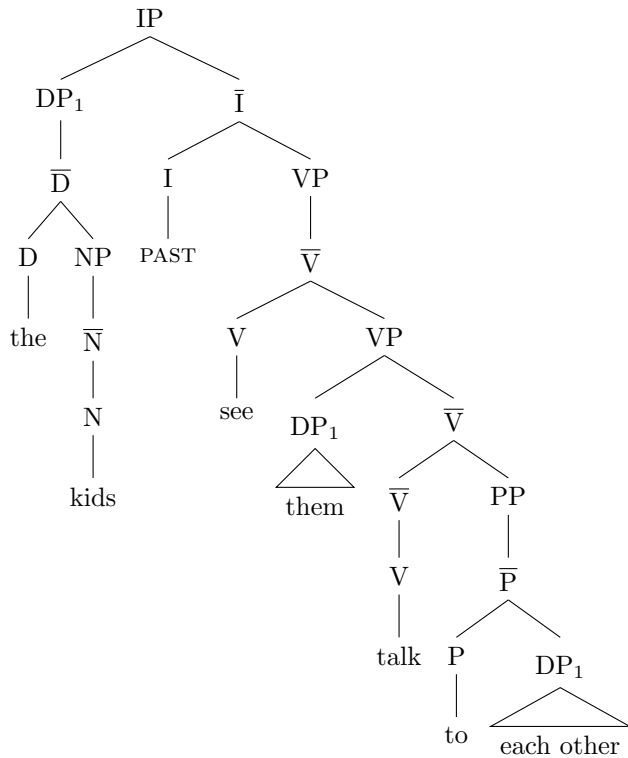 IP
DP₁ Ī
D̅ I VP
D NP PAST V̅
the N̅ V VP
N see DP₁ V̅
kids them V̅ PP
V P̅
talk P DP₁
to each other